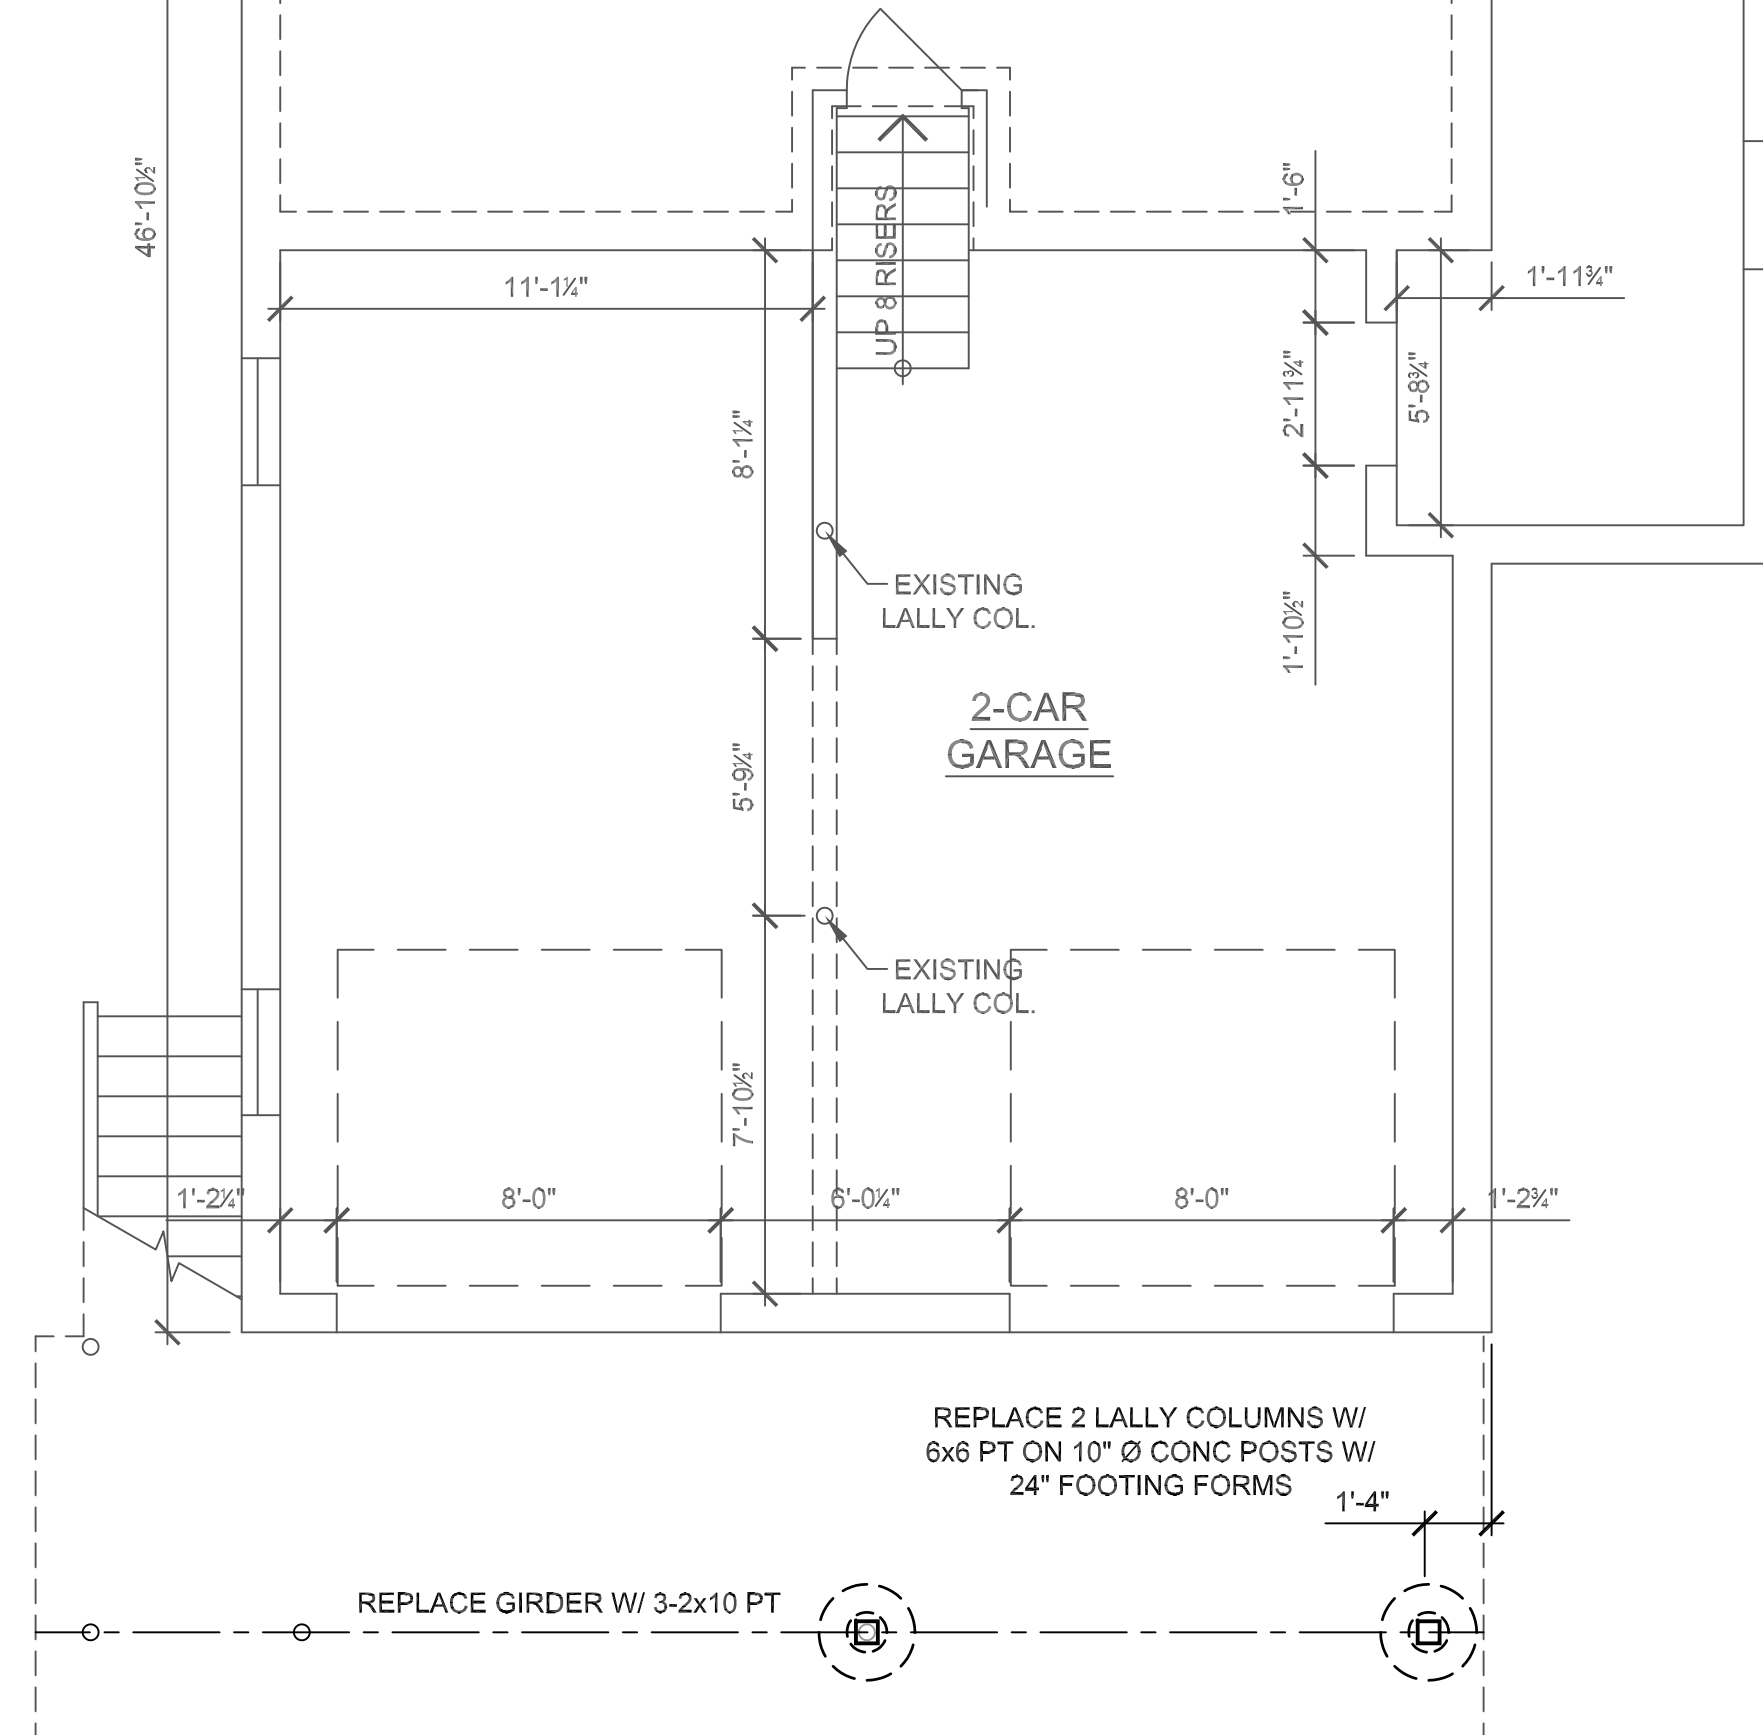 46'-10½"
1'-6"
UP 8 RISERS
11'-1¼"
1'-11¾"
8'-1¼"
2'-11¾"
5'-8¾"
EXISTING
LALLY COL.
1'-10½"
2-CAR
GARAGE
5'-9¼"
EXISTING
LALLY COL.
7'-10½"
1'-2¼"
8'-0"
6'-0¼"
8'-0"
1'-2¾"
REPLACE 2 LALLY COLUMNS W/
6x6 PT ON 10" Ø CONC POSTS W/
24" FOOTING FORMS
1'-4"
REPLACE GIRDER W/ 3-2x10 PT